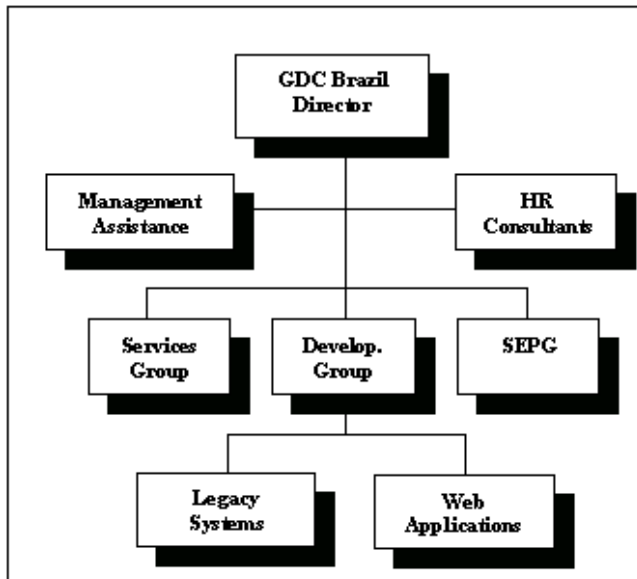 GDC Brazil
Director
Management
Assistance
HR
Consultants
Services
Group
Develop.
Group
SEPG
Legacy
Systems
Web
Applications